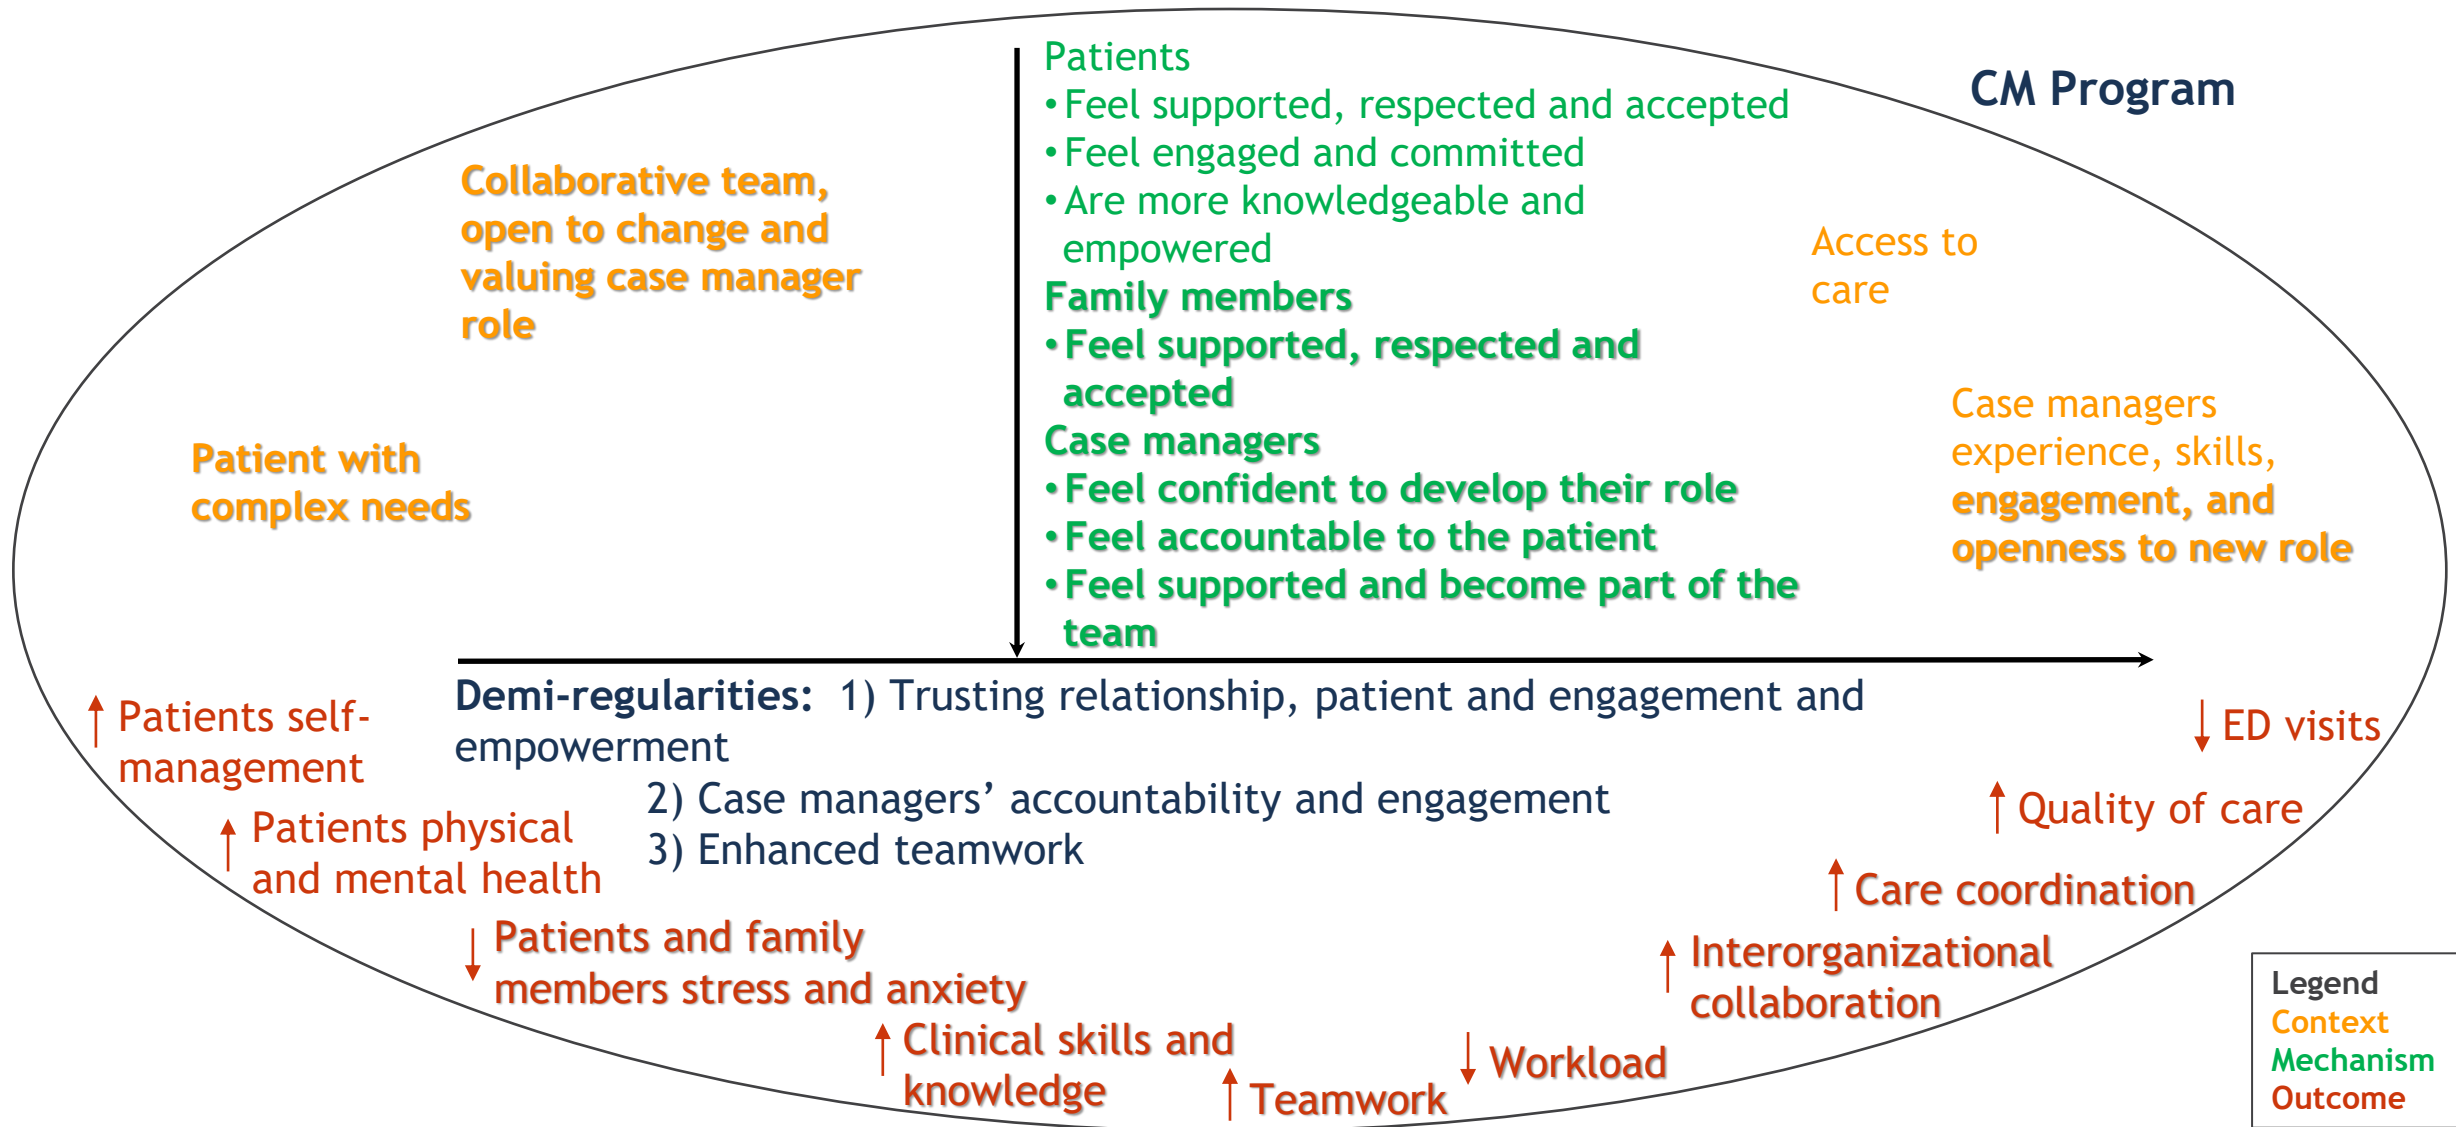 CM Program
Patients
• Feel supported, respected and accepted
• Feel engaged and committed
• Are more knowledgeable and
empowered
Family members
• Feel supported, respected and
accepted
Case managers
• Feel confident to develop their role
• Feel accountable to the patient
• Feel supported and become part of the
team
Collaborative team,
open to change and
valuing case manager
role
Patient with
complex needs
Access to
care
Case managers
experience, skills,
engagement, and
openness to new role
Demi-regularities: 1) Trusting relationship, patient and engagement and
empowerment
2) Case managers’ accountability and engagement
3) Enhanced teamwork
↑ Patients self-
management
↑ Patients physical
and mental health
↓ Patients and family
members stress and anxiety
↑ Clinical skills and
knowledge
↑ Teamwork
↓ Workload
↑ Interorganizational
collaboration
↑ Care coordination
↑ Quality of care
↓ ED visits
Legend
Context
Mechanism
Outcome